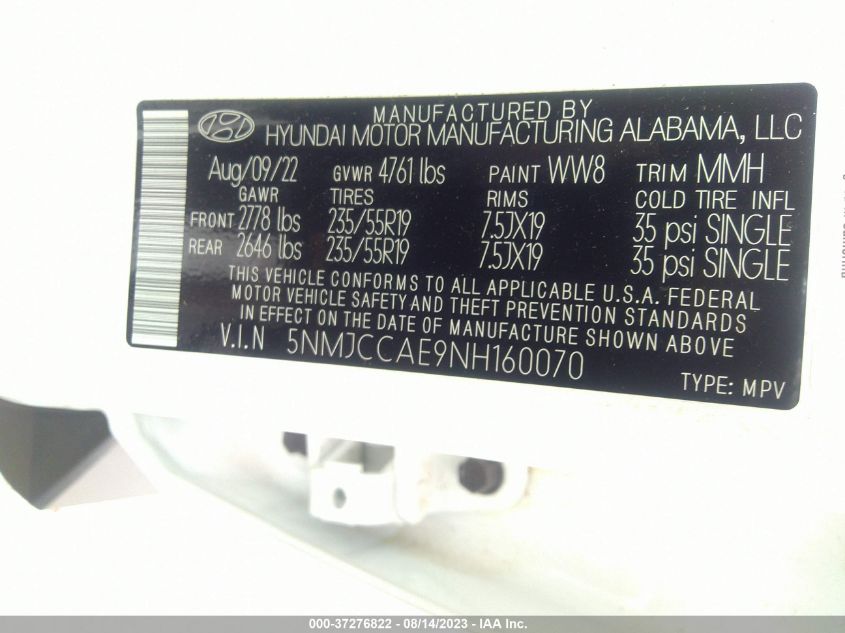 MANUFACTURED BY
HYUNDAI MOTOR MANUFACTURING ALABAMA, LLC
Aug/09/22 GVWR 4761 lbs PAINT WW8 TRIM MMH
GAWR TIRES RIMS COLD TIRE INFL
FRONT 2778 lbs 235/55R19 7.5JX19 35 psi SINGLE
REAR 2646 lbs 235/55R19 7.5JX19 35 psi SINGLE
THIS VEHICLE CONFORMS TO ALL APPLICABLE U.S.A. FEDERAL
MOTOR VEHICLE SAFETY AND THEFT PREVENTION STANDARDS
IN EFFECT ON THE DATE OF MANUFACTURE SHOWN ABOVE
V.I.N 5NMJCCAE9NH160070
TYPE: MPV
000-37276822 - 08/14/2023 - IAA Inc.